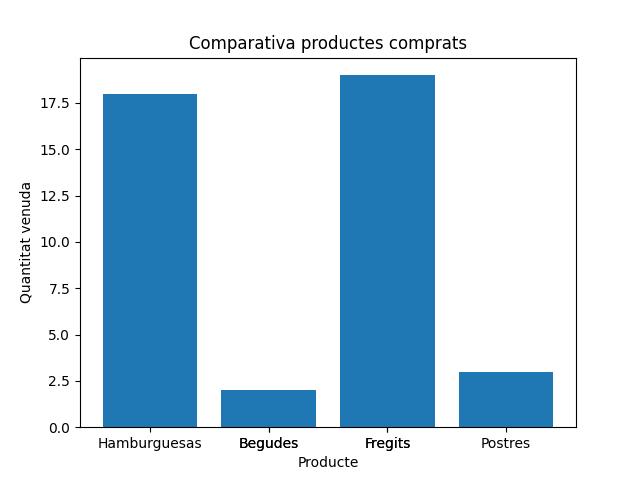 Comparativa productes comprats
Quantitat venuda
17.5
15.0
12.5
10.0
7.5
5.0
2.5
0.0
Hamburguesas Begudes Fregits Postres
Producte